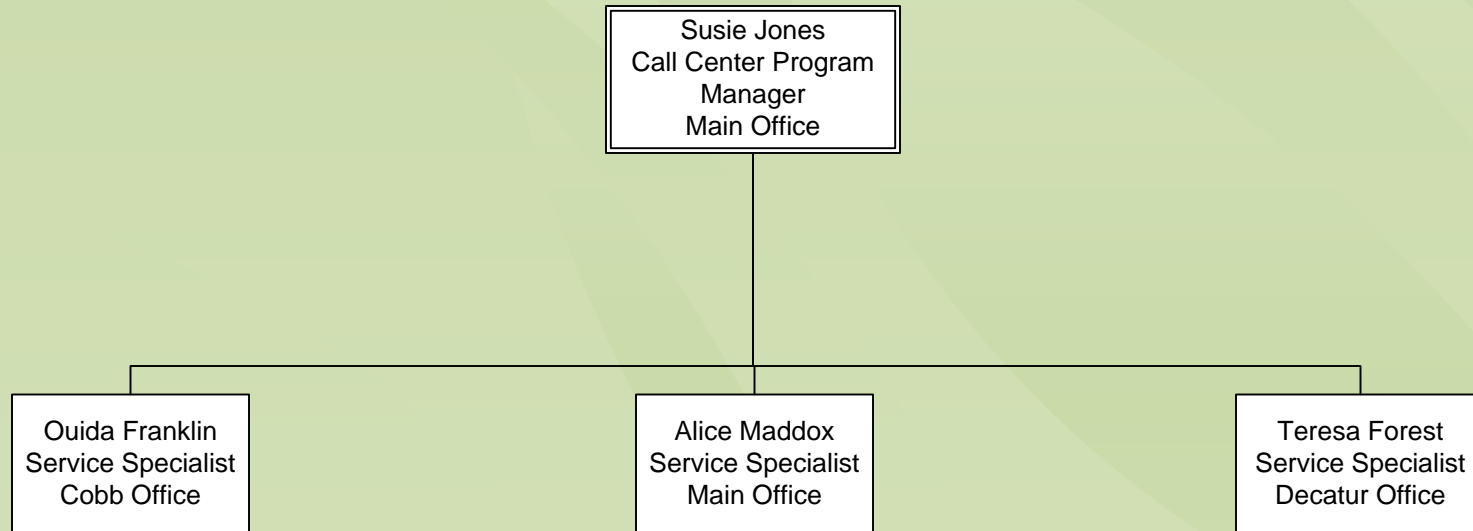 Susie Jones
Call Center Program
Manager
Main Office
Ouida Franklin
Service Specialist
Cobb Office
Alice Maddox
Service Specialist
Main Office
Teresa Forest
Service Specialist
Decatur Office